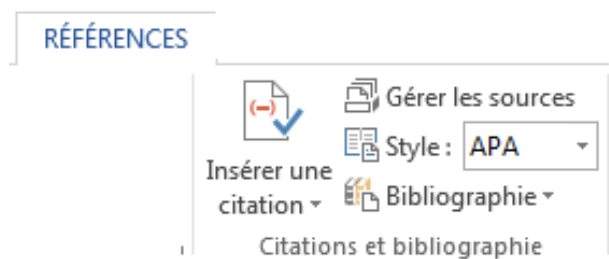 RÉFÉRENCES
(-)
Gérer les sources
Style : APA
Insérer une
citation
Bibliographie
Citations et bibliographie